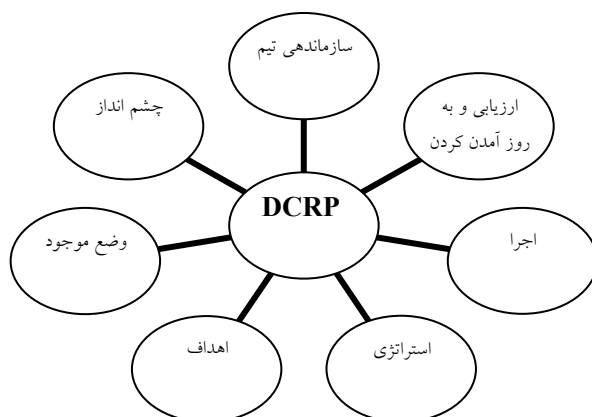 سازماندهی تیم
چشم انداز
ارزیابی و به
روز آمدن کردن
DCRP
وضع موجود
اجرا
اهداف
استراتژی